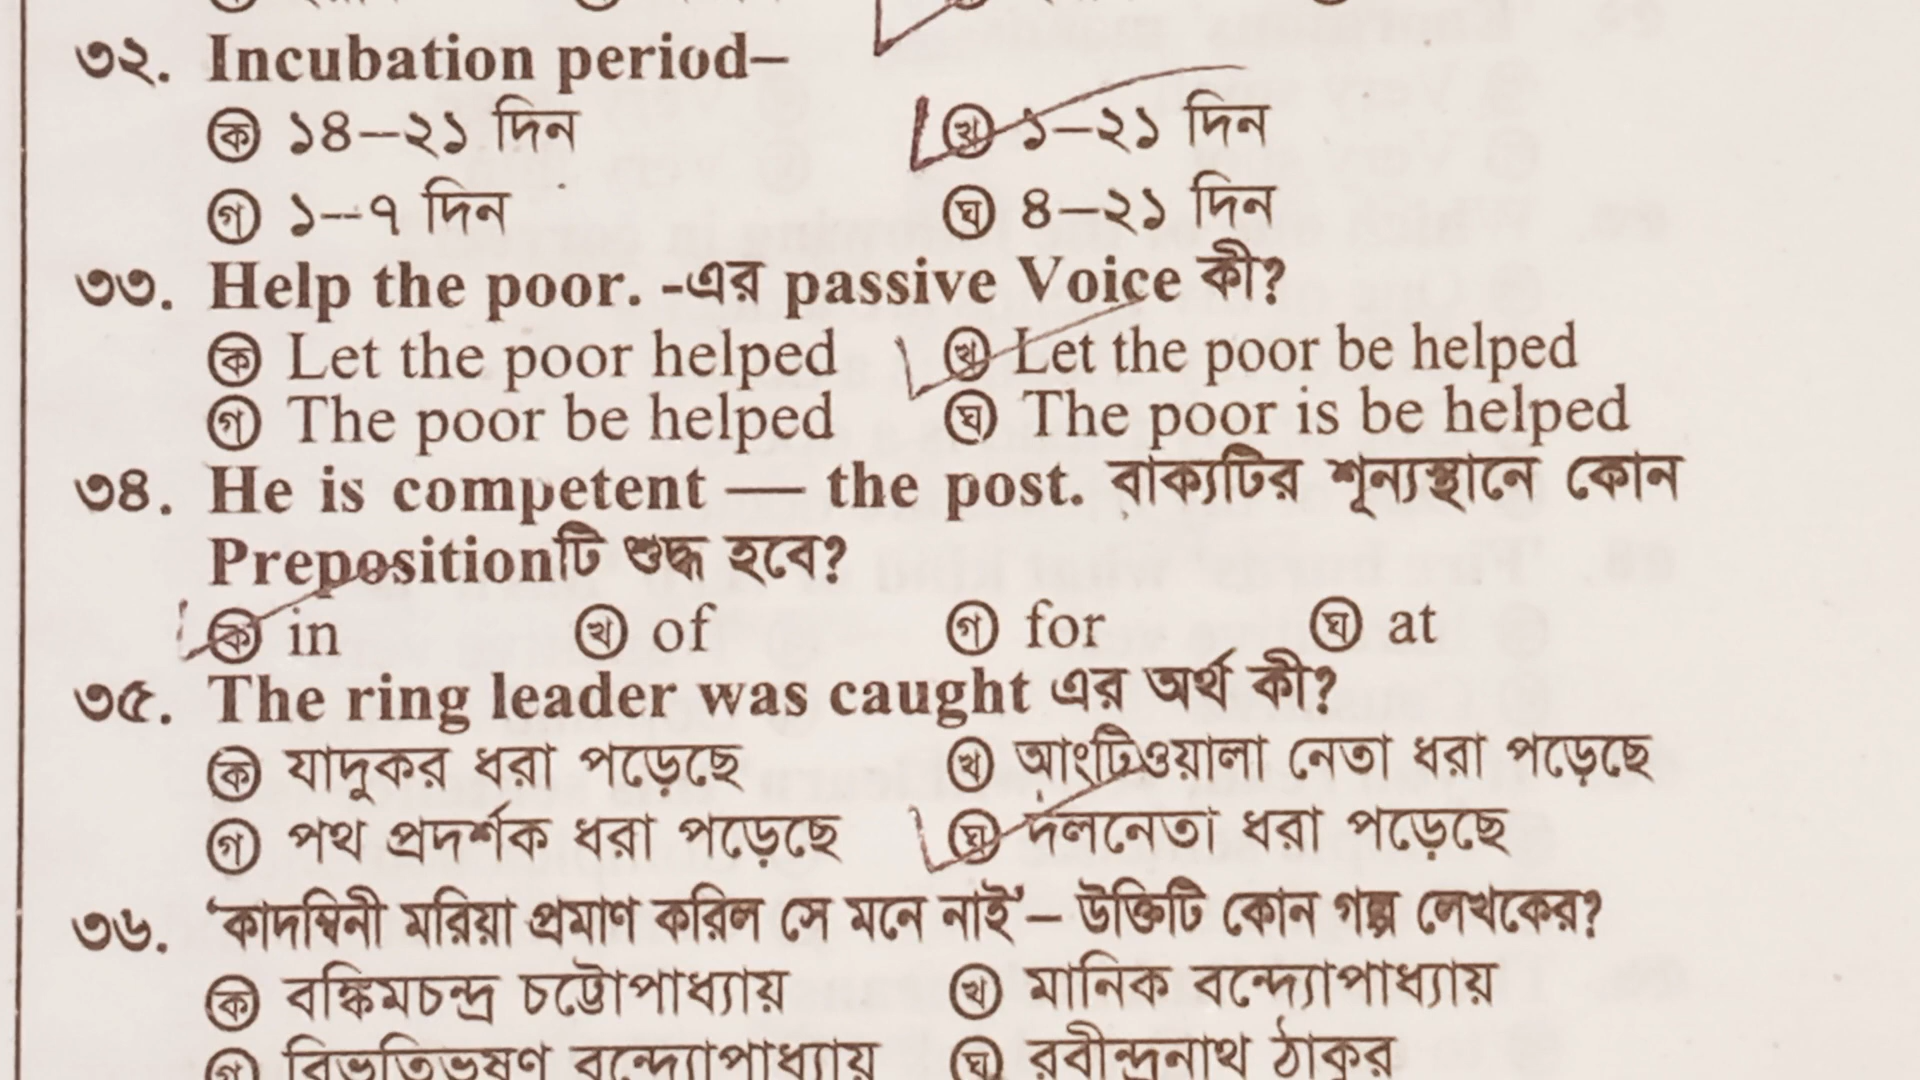 ৩২. Incubation period–
ক ১৪–২১ দিন খ ১–২১ দিন
গ ১–৭ দিন ঘ ৪–২১ দিন
৩৩. Help the poor. -এর passive Voice কী?
ক Let the poor helped খ Let the poor be helped
গ The poor be helped ঘ The poor is be helped
৩৪. He is competent — the post. বাক্যটির শূন্যস্থানে কোন
Prepositionটি শুদ্ধ হবে?
ক in খ of গ for ঘ at
৩৫. The ring leader was caught এর অর্থ কী?
ক যাদুকর ধরা পড়েছে খ আংটিওয়ালা নেতা ধরা পড়েছে
গ পথ প্রদর্শক ধরা পড়েছে ঘ দলনেতা ধরা পড়েছে
৩৬. ‘কাদম্বিনী মরিয়া প্রমাণ করিল সে মনে নাই’– উক্তিটি কোন গল্প লেখকের?
ক বঙ্কিমচন্দ্র চট্টোপাধ্যায় খ মানিক বন্দ্যোপাধ্যায়
গ বিভূতিভূষণ বন্দ্যোপাধ্যায় ঘ রবীন্দ্রনাথ ঠাকুর